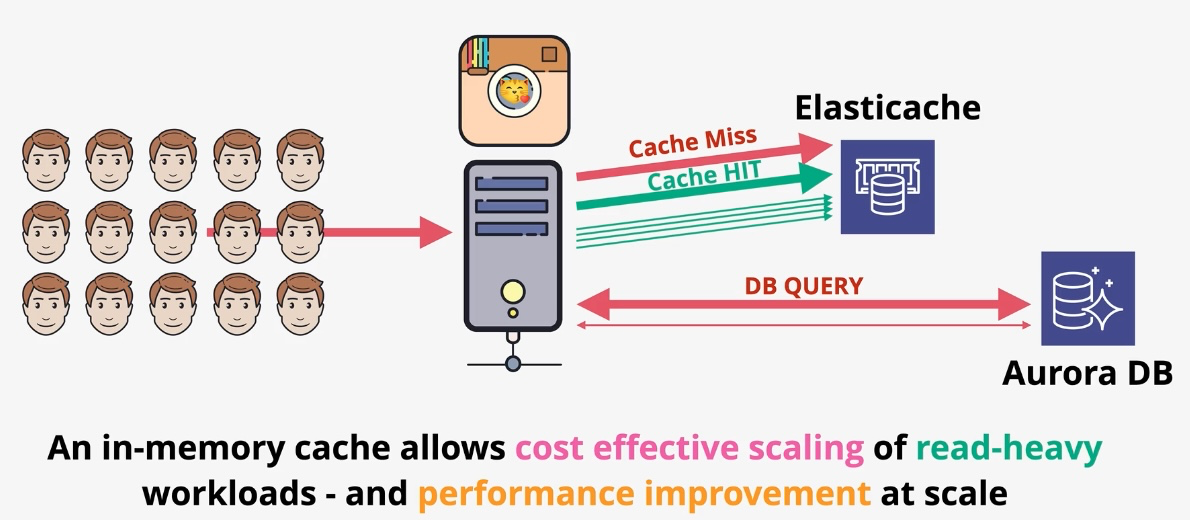 Elasticache
Cache Miss
Cache HIT
DB QUERY
Aurora DB
An in-memory cache allows cost effective scaling of read-heavy
workloads - and performance improvement at scale